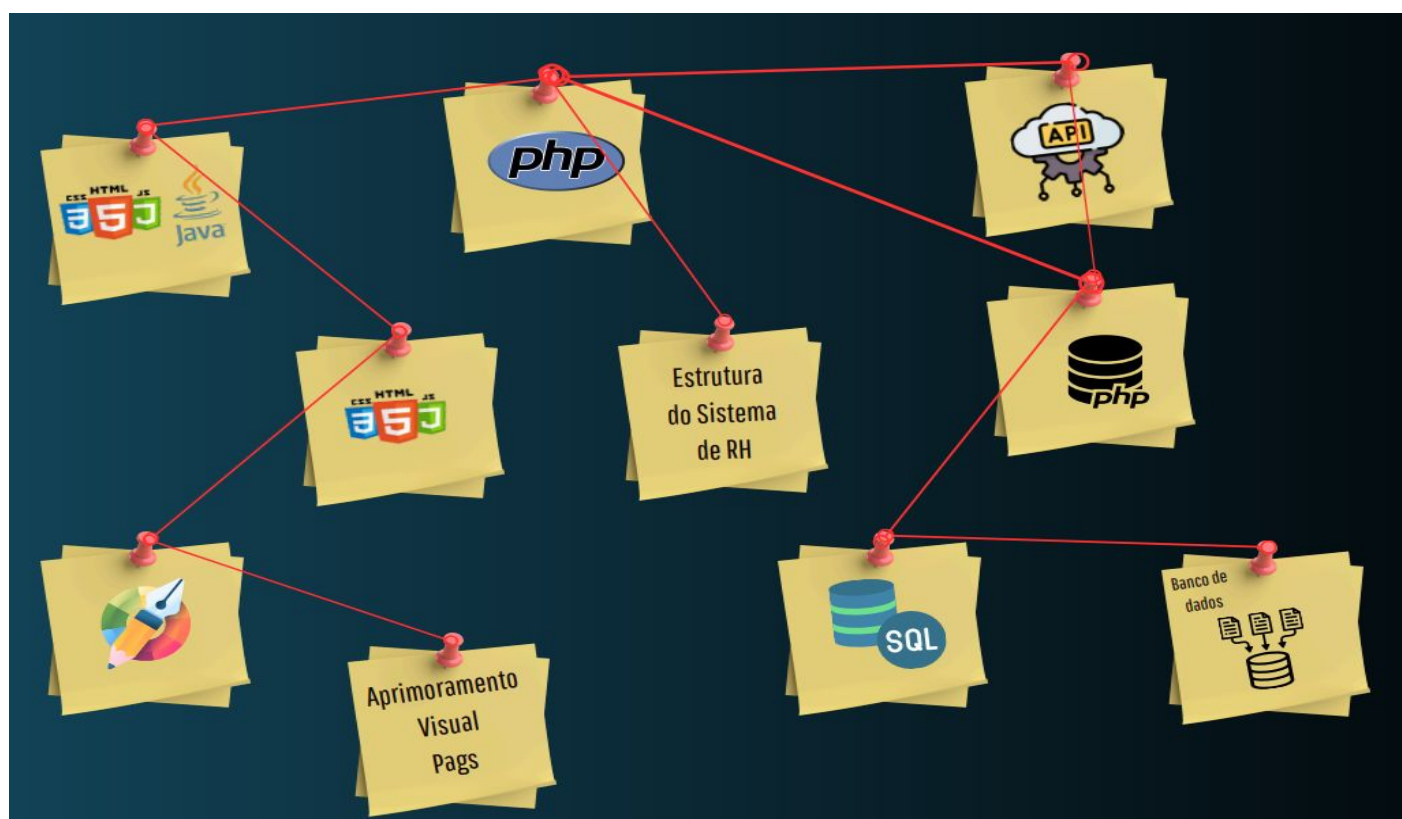 CSS HTML JS
Java
php
API
CSS HTML JS
Estrutura
do Sistema
de RH
php
Aprimoramento
Visual
Pags
SQL
Banco de
dados